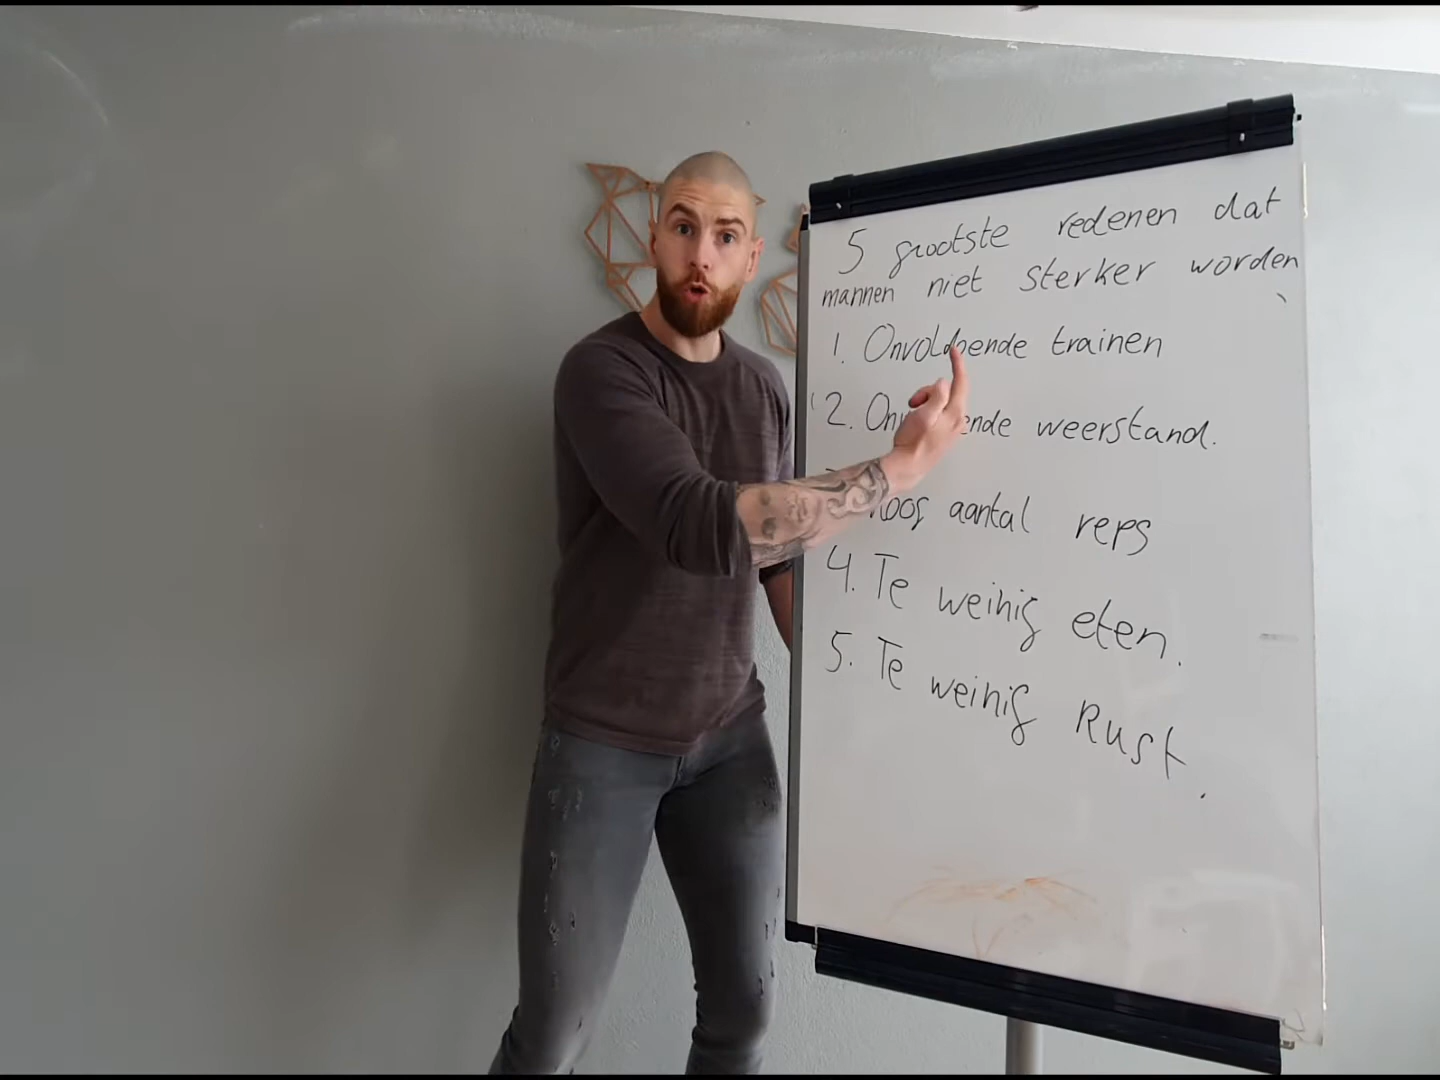 5 grootste redenen dat
mannen niet sterker worden
1. Onvoldoende trainen
2. weerstand.
hoog aantal reps
4. Te weinig eten.
5. Te weinig Rust.